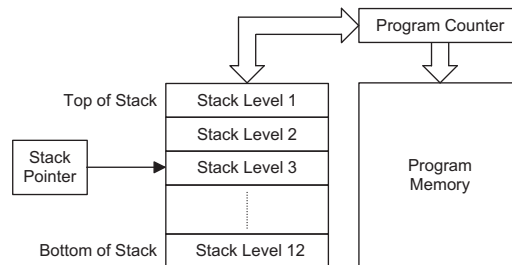 Program Counter
Top of Stack
Stack Level 1
Stack Level 2
Stack
Pointer
Stack Level 3
Program
Memory
Bottom of Stack
Stack Level 12